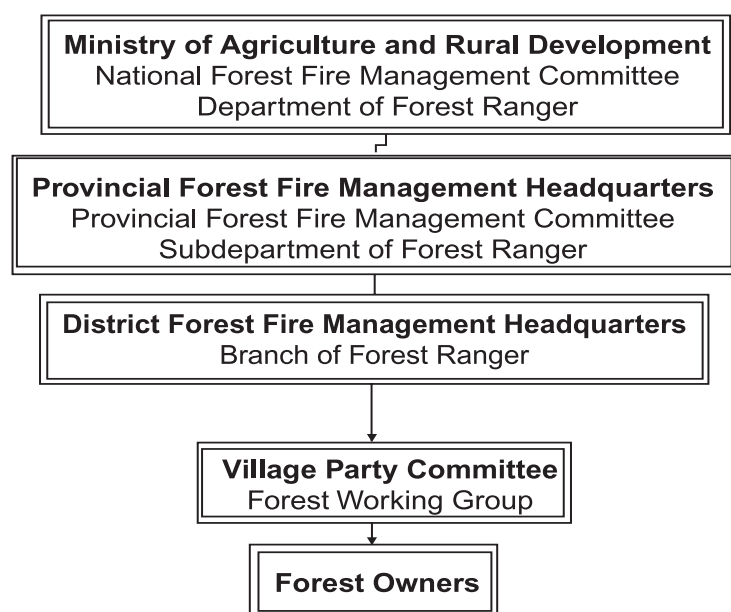 Ministry of Agriculture and Rural Development
National Forest Fire Management Committee
Department of Forest Ranger
Provincial Forest Fire Management Headquarters
Provincial Forest Fire Management Committee
Subdepartment of Forest Ranger
District Forest Fire Management Headquarters
Branch of Forest Ranger
Village Party Committee
Forest Working Group
Forest Owners